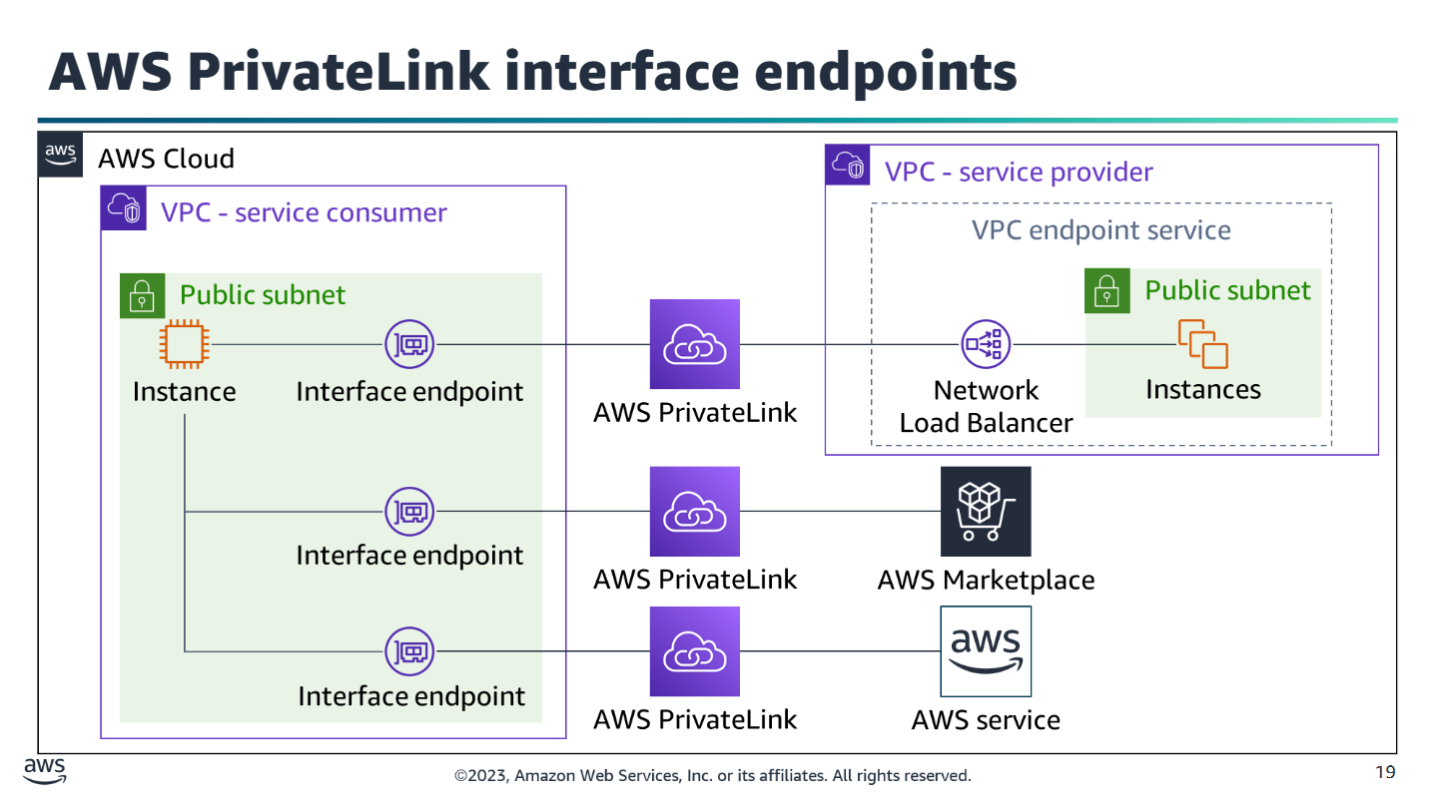 AWS PrivateLink interface endpoints
aws
AWS Cloud
VPC - service consumer
VPC - service provider
VPC endpoint service
Public subnet
Public subnet
Instance
Interface endpoint
AWS PrivateLink
Network
Load Balancer
Instances
Interface endpoint
AWS PrivateLink
AWS Marketplace
Interface endpoint
AWS PrivateLink
aws
AWS service
aws
©2023, Amazon Web Services, Inc. or its affiliates. All rights reserved.
19